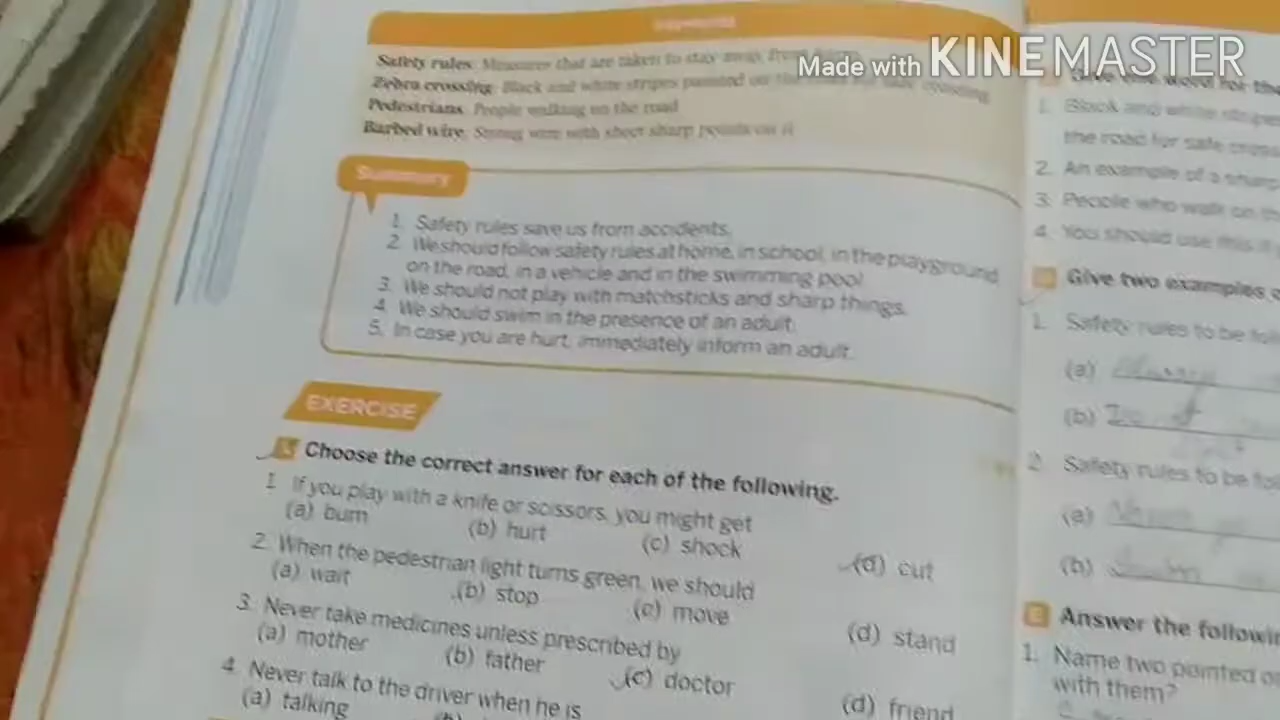 Made with KINEMASTER
Safety rules: Measures that are taken to stay away from
Zebra crossing: Black and white stripes painted on the crossing
Pedestrians: People walking on the road
Barbed wire: Strong wire with short sharp points on it
Summary
1. Safety rules save us from accidents.
2. We should follow safety rules at home, in school, in the playground
on the road, in a vehicle and in the swimming pool
3. We should not play with matchsticks and sharp things.
4. We should swim in the presence of an adult.
5. In case you are hurt, immediately inform an adult.
EXERCISE
Choose the correct answer for each of the following.
1. If you play with a knife or scissors, you might get
(a) burn (b) hurt (c) shock (d) cut
2. When the pedestrian light turns green, we should
(a) wait (b) stop (c) move (d) stand
3. Never take medicines unless prescribed by
(a) mother (b) father (c) doctor (d) friend
4. Never talk to the driver when he is
(a) talking
word for the
1. Black and white stripes
the road for safe cross
2. An example of a sharp
3. People who walk on th
4. You should use this
Give two examples
1. Safety rules to be fol
(a)
(b)
2. Safety rules to be fol
(a)
(b)
E Answer the followin
1. Name two pointed o
with them?